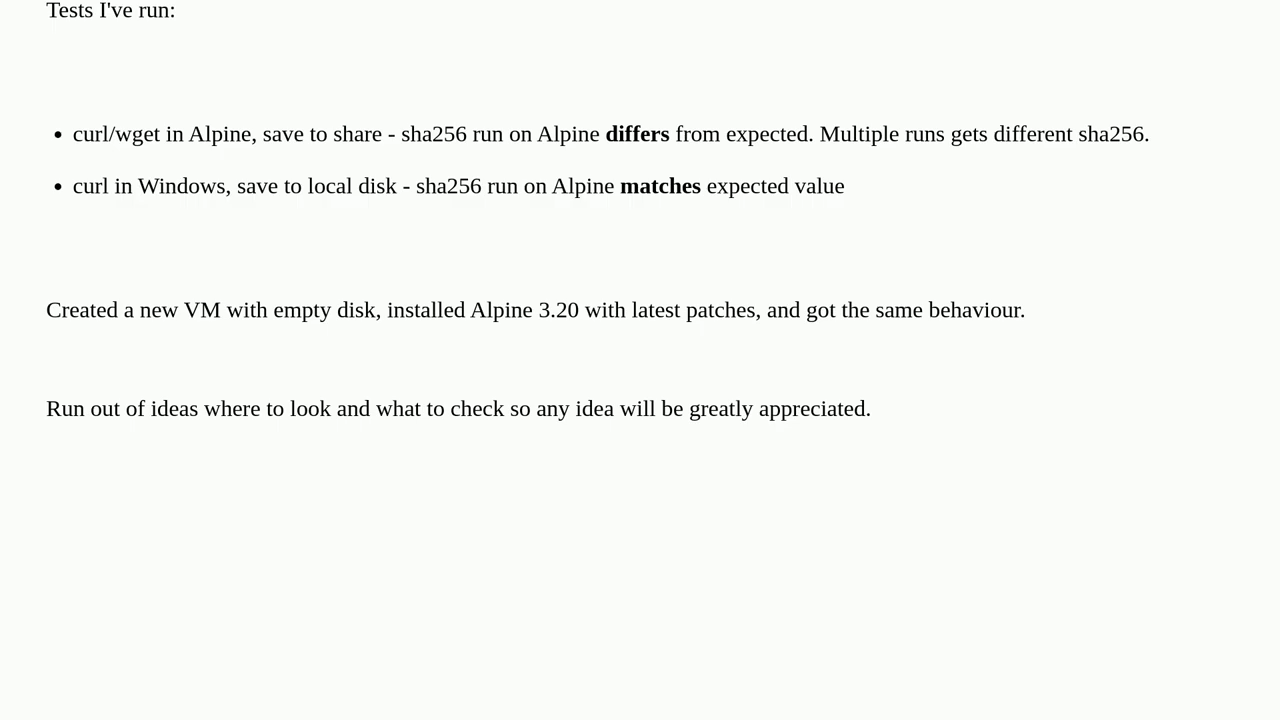 Tests I've run:
curl/wget in Alpine, save to share - sha256 run on Alpine differs from expected. Multiple runs gets different sha256.
curl in Windows, save to local disk - sha256 run on Alpine matches expected value
Created a new VM with empty disk, installed Alpine 3.20 with latest patches, and got the same behaviour.
Run out of ideas where to look and what to check so any idea will be greatly appreciated.